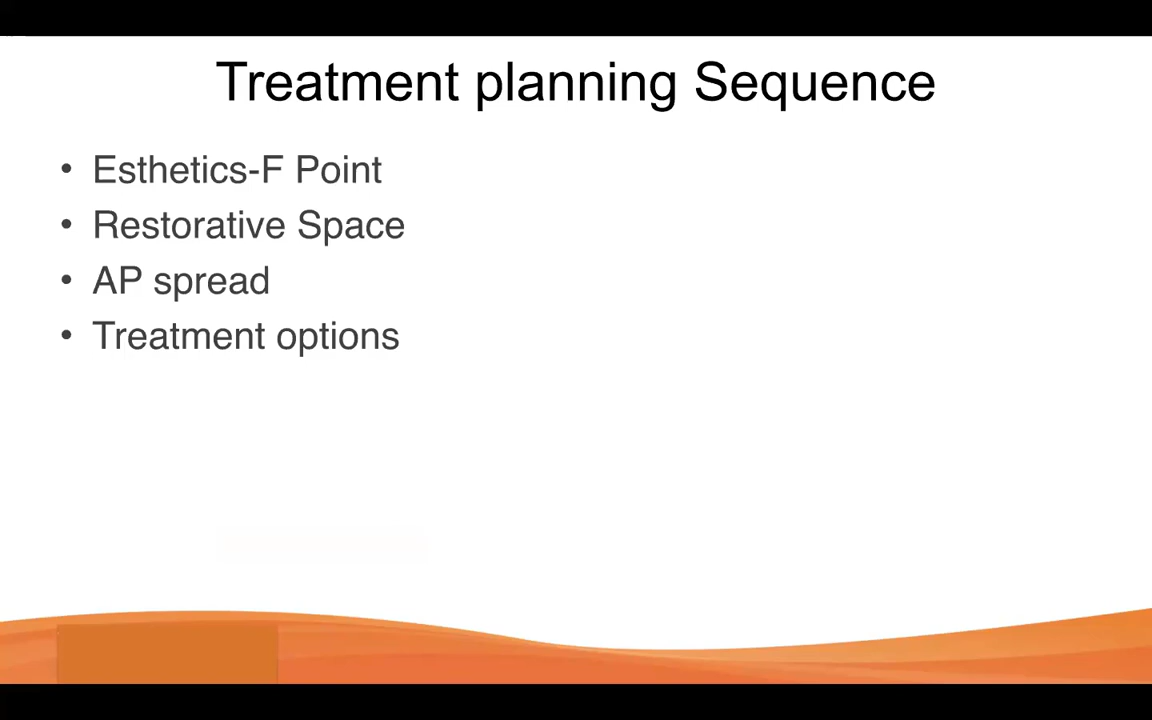 Treatment planning Sequence
• Esthetics-F Point
• Restorative Space
• AP spread
• Treatment options